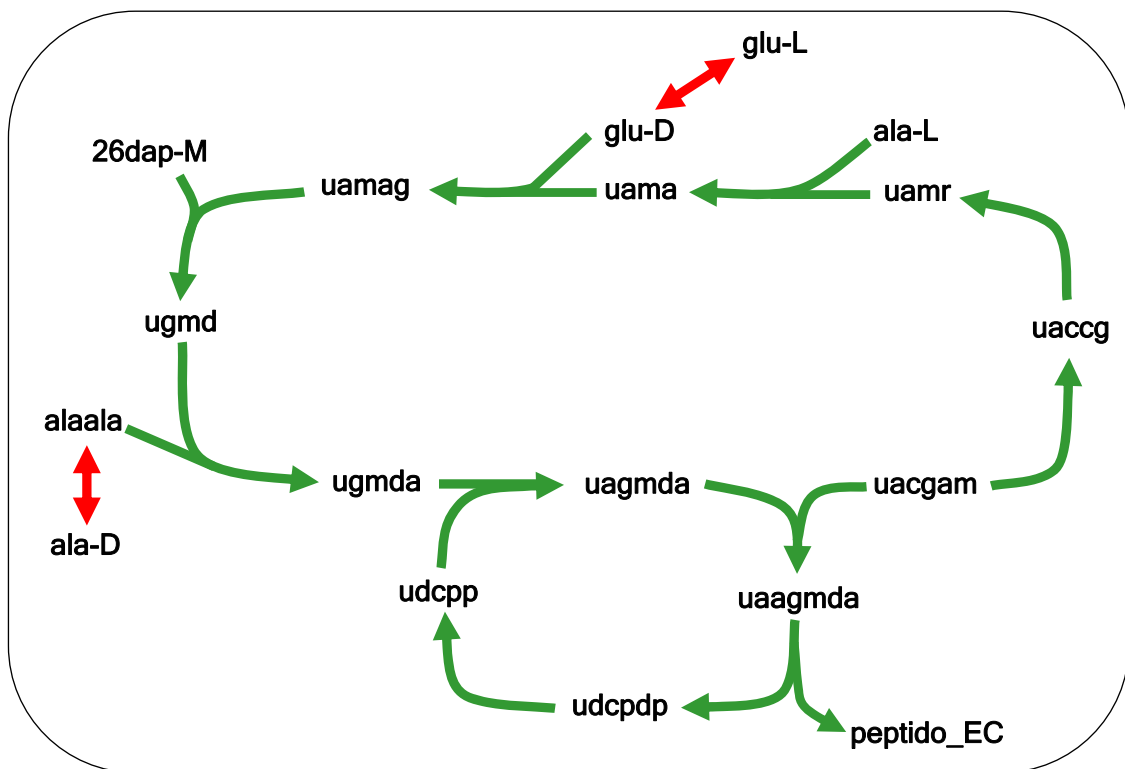 glu-L
glu-D
ala-L
26dap-M
uamag
uama
uamr
ugmd
uaccg
alaala
ugmda
uagmda
uacgam
ala-D
udcpp
uaagmda
udcpdp
peptido_EC